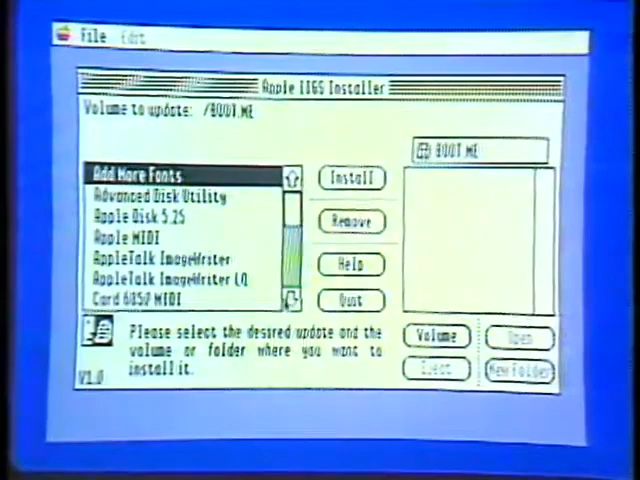 File Edit
Apple IIGS Installer
Volume to update: /BOOT.ME
BOOT.ME
Add More Fonts
Advanced Disk Utility
Apple Disk 5.25
Apple MIDI
AppleTalk ImageWriter
AppleTalk ImageWriter LQ
Card 6850 MIDI
Install
Remove
Help
Quit
Please select the desired update and the
volume or folder where you want to
install it.
V1.0
Volume
Open
Eject
New Folder